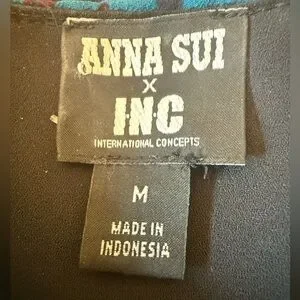 ANNA SUI
X
INC
INTERNATIONAL CONCEPTS
M
MADE IN
INDONESIA